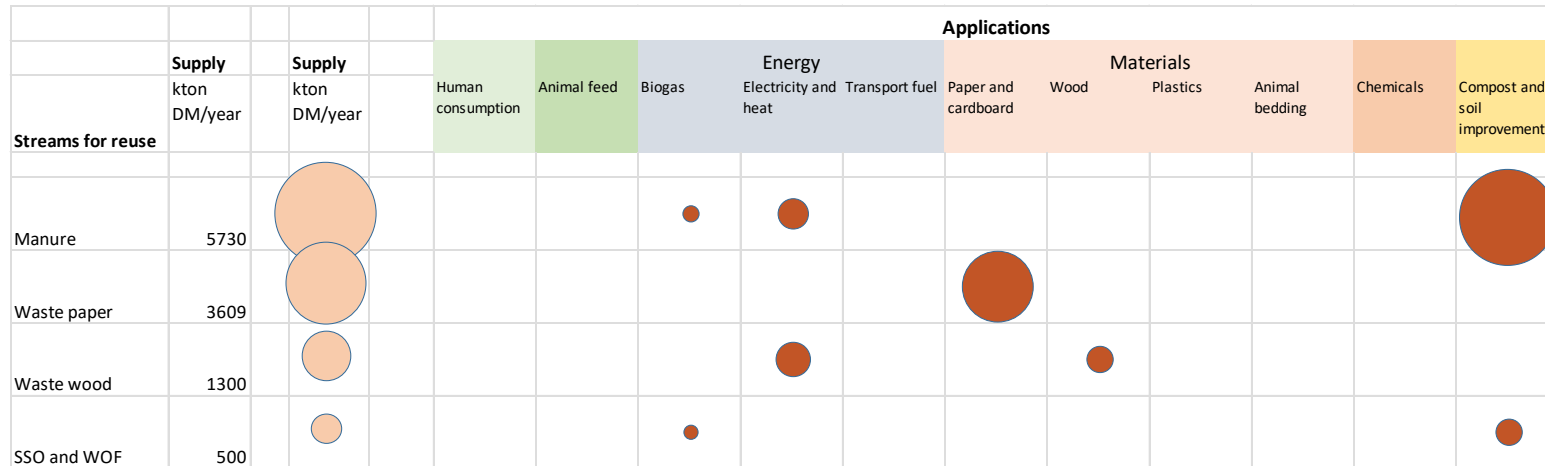 Applications
Supply Supply Energy Materials
kton kton Human Animal feed Biogas Electricity and Transport fuel Paper and Wood Plastics Animal Chemicals Compost and
DM/year DM/year consumption heat cardboard bedding soil
Streams for reuse improvement
Manure 5730
Waste paper 3609
Waste wood 1300
SSO and WOF 500